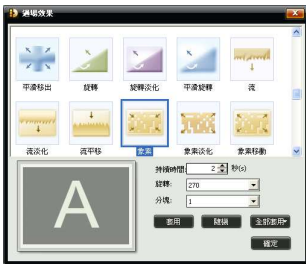 過場效果
平滑移出 旋轉 旋轉淡化 平滑旋轉 流
流淡化 流平移 象素 象素淡化 象素移動
持續時間: 2 秒(s)
旋轉: 270
分塊: 1
A
套用 隨機 全部套用
確定